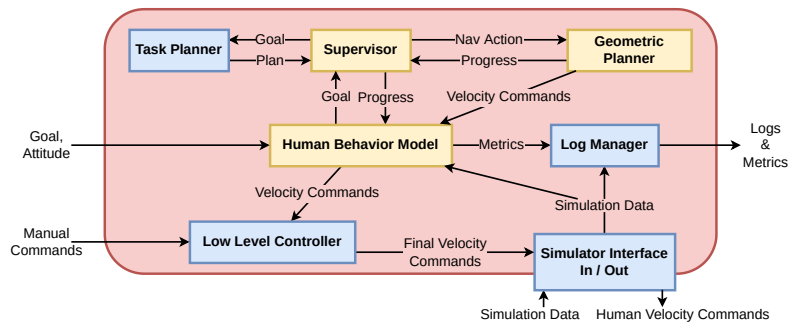 Task Planner
Goal
Plan
Supervisor
Nav Action
Progress
Geometric
Planner
Goal
Progress
Velocity Commands
Goal,
Attitude
Human Behavior Model
Metrics
Log Manager
Logs
&
Metrics
Velocity Commands
Simulation Data
Manual
Commands
Low Level Controller
Final Velocity
Commands
Simulator Interface
In / Out
Simulation Data
Human Velocity Commands